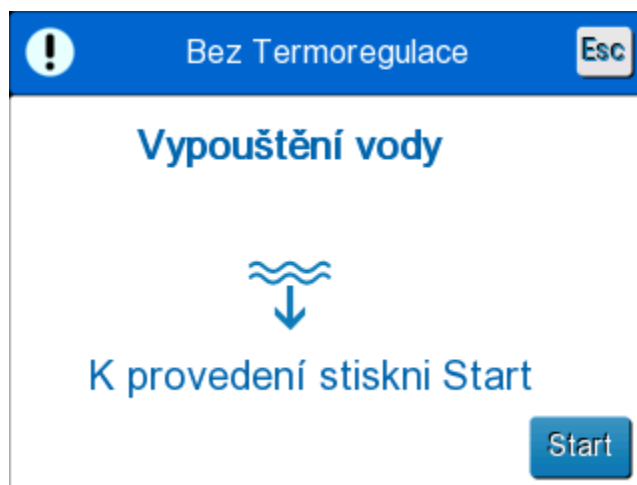 Bez Termoregulace
Esc
Vypouštění vody
K provedení stiskni Start
Start